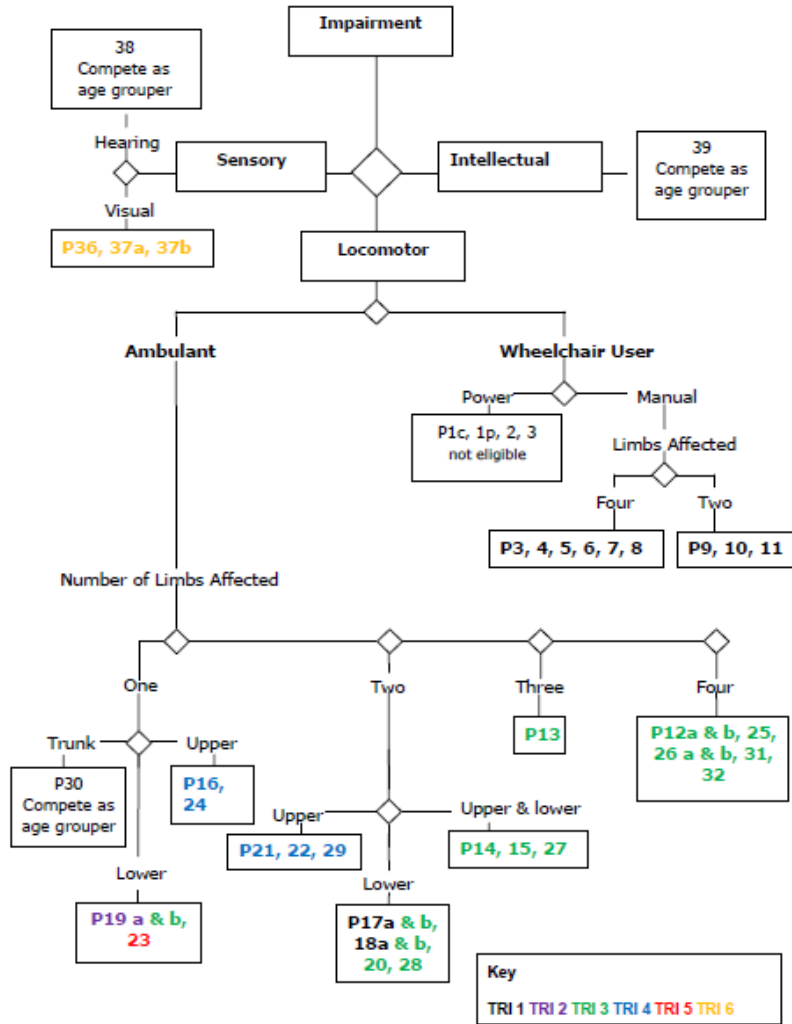 Impairment
38
Compete as
age grouper
Hearing
Sensory
Intellectual
39
Compete as
age grouper
Visual
P36, 37a, 37b
Locomotor
Ambulant
Wheelchair User
Power
Manual
P1c, 1p, 2, 3
not eligible
Limbs Affected
Four
Two
P3, 4, 5, 6, 7, 8
P9, 10, 11
Number of Limbs Affected
One
Two
Three
Four
Trunk
Upper
P30
Compete as
age grouper
P16,
24
P13
P12a & b, 25,
26 a & b, 31,
32
Upper
Upper & lower
P21, 22, 29
P14, 15, 27
Lower
P19 a & b,
23
Lower
P17a & b,
18a & b,
20, 28
Key
TRI 1 TRI 2 TRI 3 TRI 4 TRI 5 TRI 6